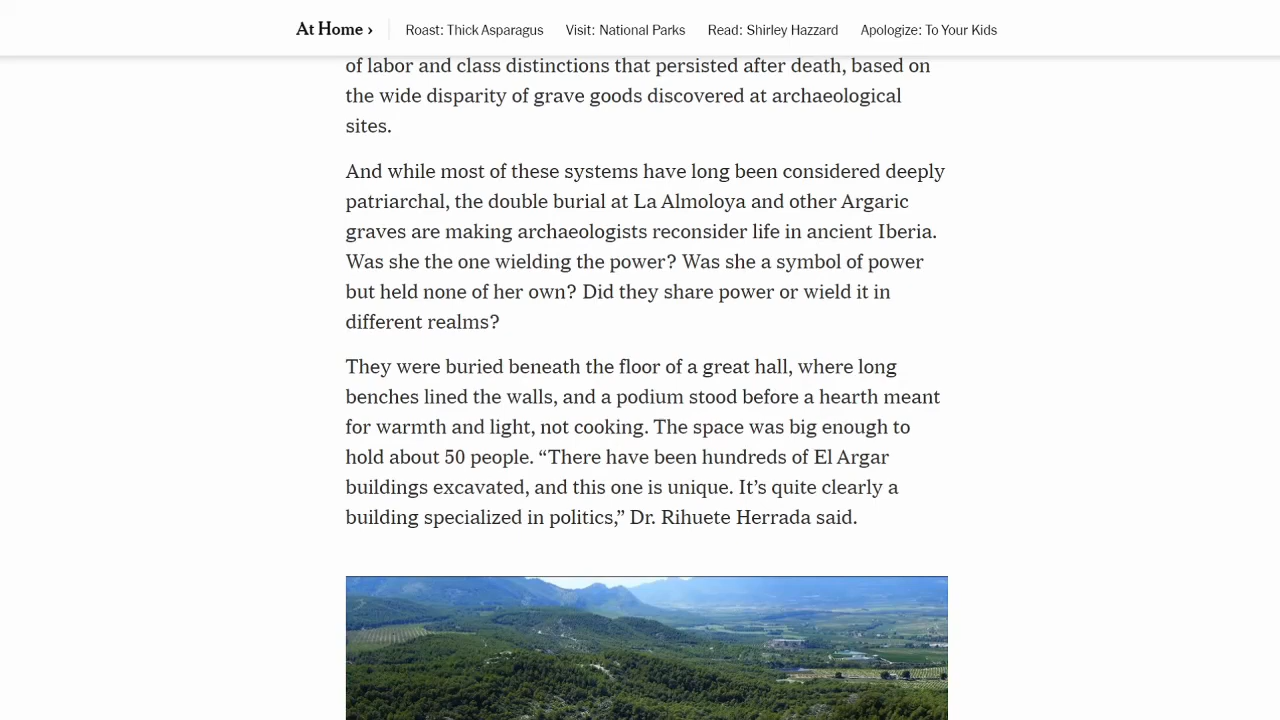 At Home › Roast: Thick Asparagus Visit: National Parks Read: Shirley Hazzard Apologize: To Your Kids
of labor and class distinctions that persisted after death, based on
the wide disparity of grave goods discovered at archaeological
sites.
And while most of these systems have long been considered deeply
patriarchal, the double burial at La Almoloya and other Argaric
graves are making archaeologists reconsider life in ancient Iberia.
Was she the one wielding the power? Was she a symbol of power
but held none of her own? Did they share power or wield it in
different realms?
They were buried beneath the floor of a great hall, where long
benches lined the walls, and a podium stood before a hearth meant
for warmth and light, not cooking. The space was big enough to
hold about 50 people. “There have been hundreds of El Argar
buildings excavated, and this one is unique. It’s quite clearly a
building specialized in politics,” Dr. Rihuete Herrada said.